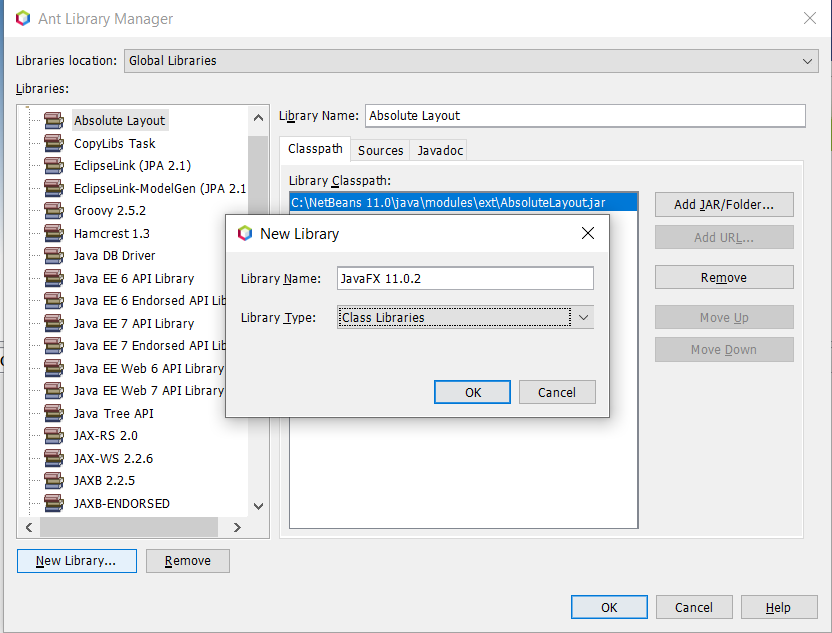 Ant Library Manager
Libraries location: Global Libraries
Libraries:
Absolute Layout
CopyLibs Task
EclipseLink (JPA 2.1)
EclipseLink-ModelGen (JPA 2.1
Groovy 2.5.2
Hamcrest 1.3
Java DB Driver
Java EE 6 API Library
Java EE 6 Endorsed API Lib
Java EE 7 API Library
Java EE 7 Endorsed API Lib
Java EE Web 6 API Library
Java EE Web 7 API Library
Java Tree API
JAX-RS 2.0
JAX-WS 2.2.6
JAXB 2.2.5
JAXB-ENDORSED
New Library... Remove
Library Name: Absolute Layout
Classpath Sources Javadoc
Library Classpath:
C:\NetBeans 11.0\java\modules\ext\AbsoluteLayout.jar
Add JAR/Folder...
Add URL...
Remove
Move Up
Move Down
New Library
Library Name: JavaFX 11.0.2
Library Type: Class Libraries
OK Cancel
OK Cancel Help